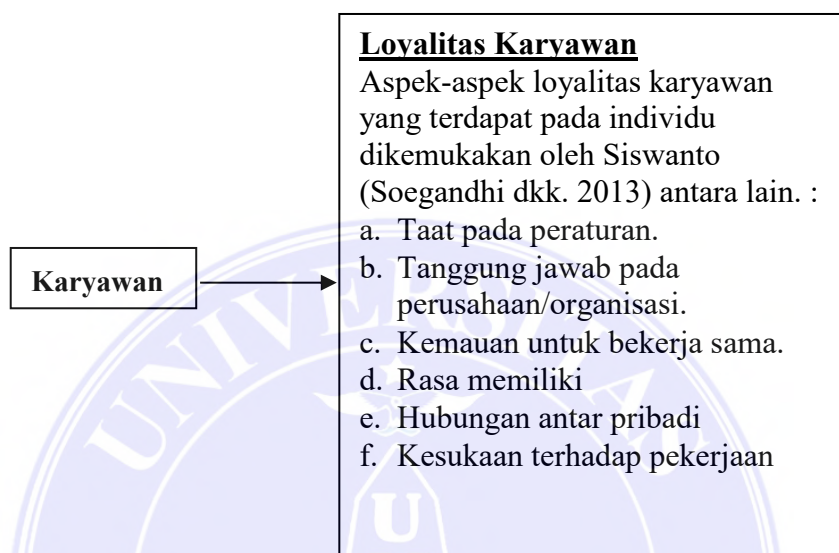 Loyalitas Karyawan
Aspek-aspek loyalitas karyawan
yang terdapat pada individu
dikemukakan oleh Siswanto
(Soegandhi dkk. 2013) antara lain. :
a. Taat pada peraturan.
b. Tanggung jawab pada
perusahaan/organisasi.
c. Kemauan untuk bekerja sama.
d. Rasa memiliki
e. Hubungan antar pribadi
f. Kesukaan terhadap pekerjaan
Karyawan
UNIVERSITAS
U